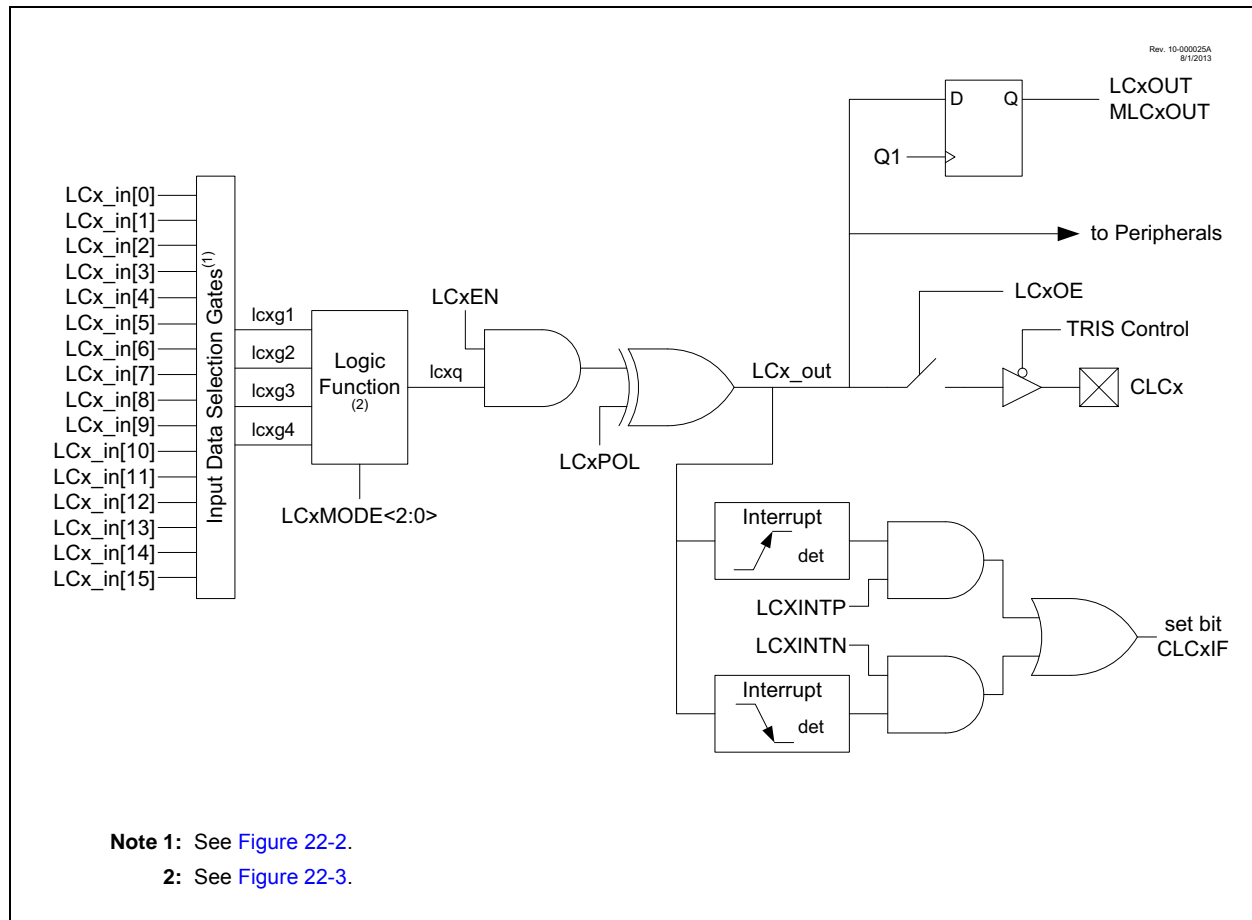 Rev. 10-000025A
8/1/2013
LCx_in[0]
LCx_in[1]
LCx_in[2]
LCx_in[3]
LCx_in[4]
LCx_in[5]
LCx_in[6]
LCx_in[7]
LCx_in[8]
LCx_in[9]
LCx_in[10]
LCx_in[11]
LCx_in[12]
LCx_in[13]
LCx_in[14]
LCx_in[15]
Input Data Selection Gates(1)
lcxg1
lcxg2
lcxg3
lcxg4
Logic
Function
(2)
LCxMODE<2:0>
lcxq
LCxEN
LCxPOL
LCx_out
D Q
Q1
LCxOUT
MLCxOUT
to Peripherals
LCxOE
TRIS Control
CLCx
Interrupt
det
LCXINTP
LCXINTN
Interrupt
det
set bit
CLCxIF
Note 1: See Figure 22-2.
2: See Figure 22-3.